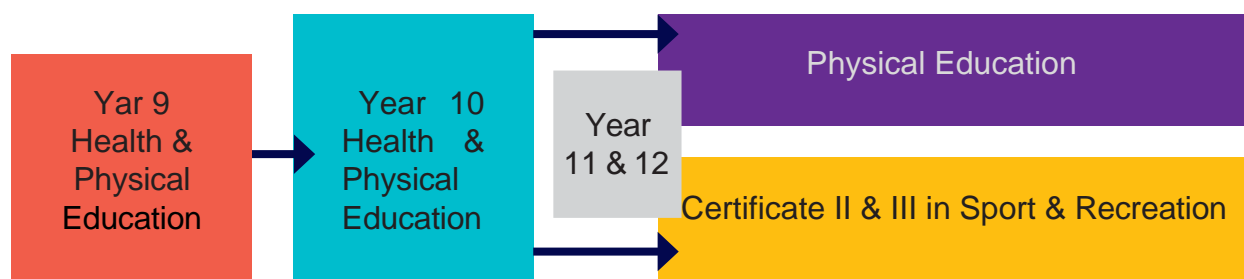 Yar 9
Health &
Physical
Education
Year 10
Health &
Physical
Education
Year
11 & 12
Physical Education
Certificate II & III in Sport & Recreation